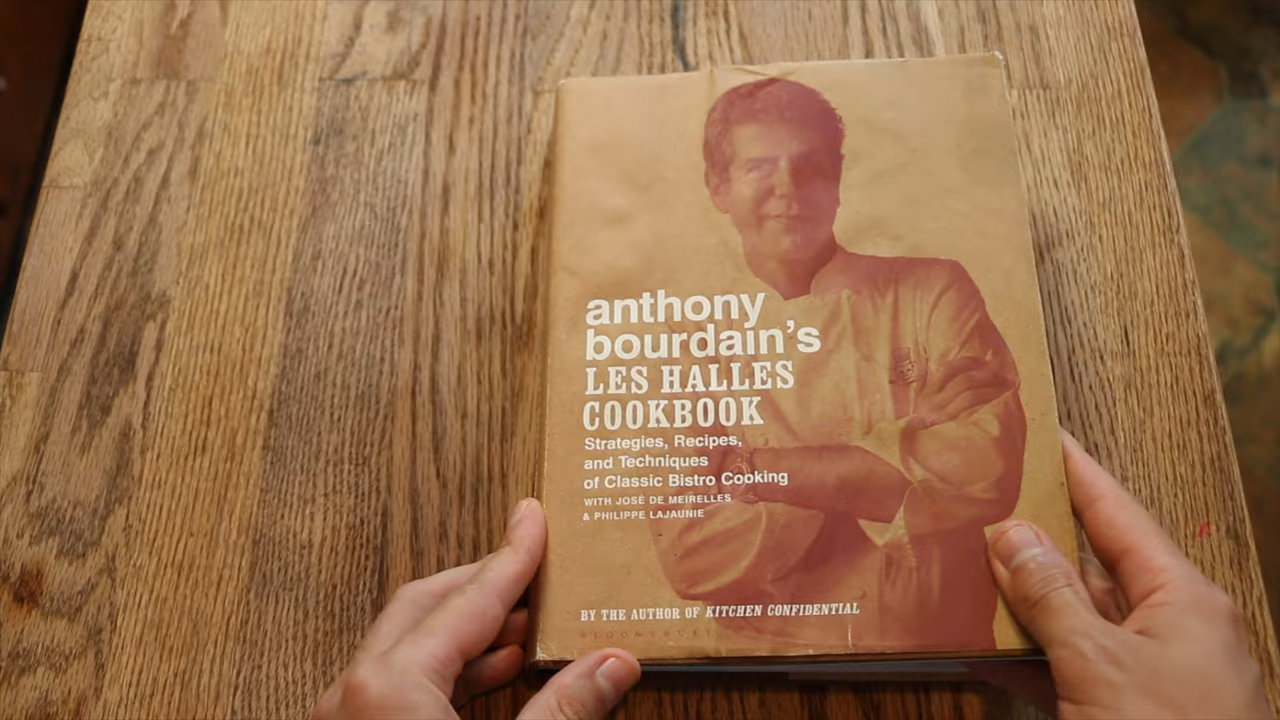 anthony
bourdain's
LES HALLES
COOKBOOK
Strategies, Recipes,
and Techniques
of Classic Bistro Cooking
WITH JOSÉ DE MEIRELLES
& PHILIPPE LAJAUNIE
BY THE AUTHOR OF KITCHEN CONFIDENTIAL
BLOOMSBURY